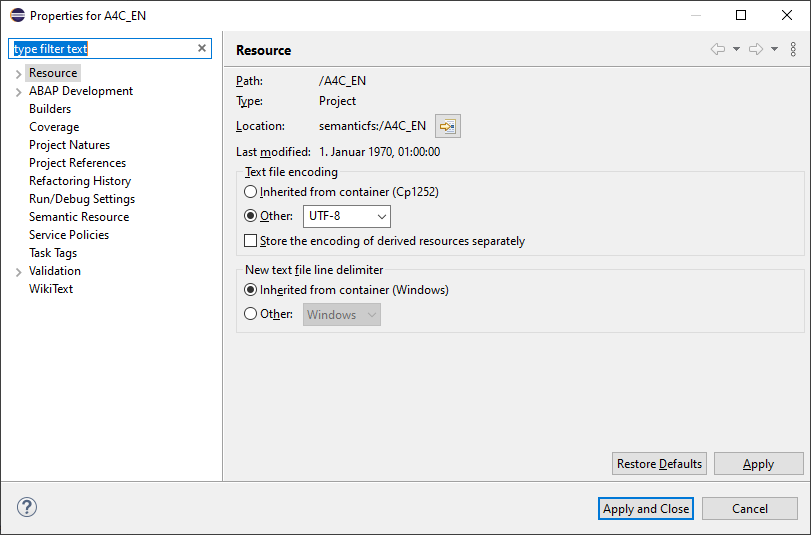 Properties for A4C_EN
type filter text
Resource
ABAP Development
Builders
Coverage
Project Natures
Project References
Refactoring History
Run/Debug Settings
Semantic Resource
Service Policies
Task Tags
Validation
WikiText
Resource
Path: /A4C_EN
Type: Project
Location: semanticfs:/A4C_EN
Last modified: 1. Januar 1970, 01:00:00
Text file encoding
Inherited from container (Cp1252)
Other: UTF-8
Store the encoding of derived resources separately
New text file line delimiter
Inherited from container (Windows)
Other: Windows
Restore Defaults Apply
? Apply and Close Cancel